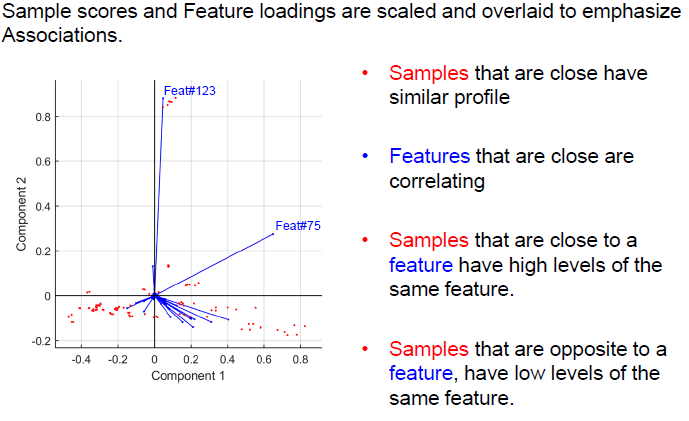 Sample scores and Feature loadings are scaled and overlaid to emphasize
Associations.
Feat#123
Feat#75
0.8
0.6
0.4
0.2
0
-0.2
Component 2
-0.4 -0.2 0 0.2 0.4 0.6 0.8
Component 1
• Samples that are close have
similar profile
• Features that are close are
correlating
• Samples that are close to a
feature have high levels of the
same feature.
• Samples that are opposite to a
feature, have low levels of the
same feature.